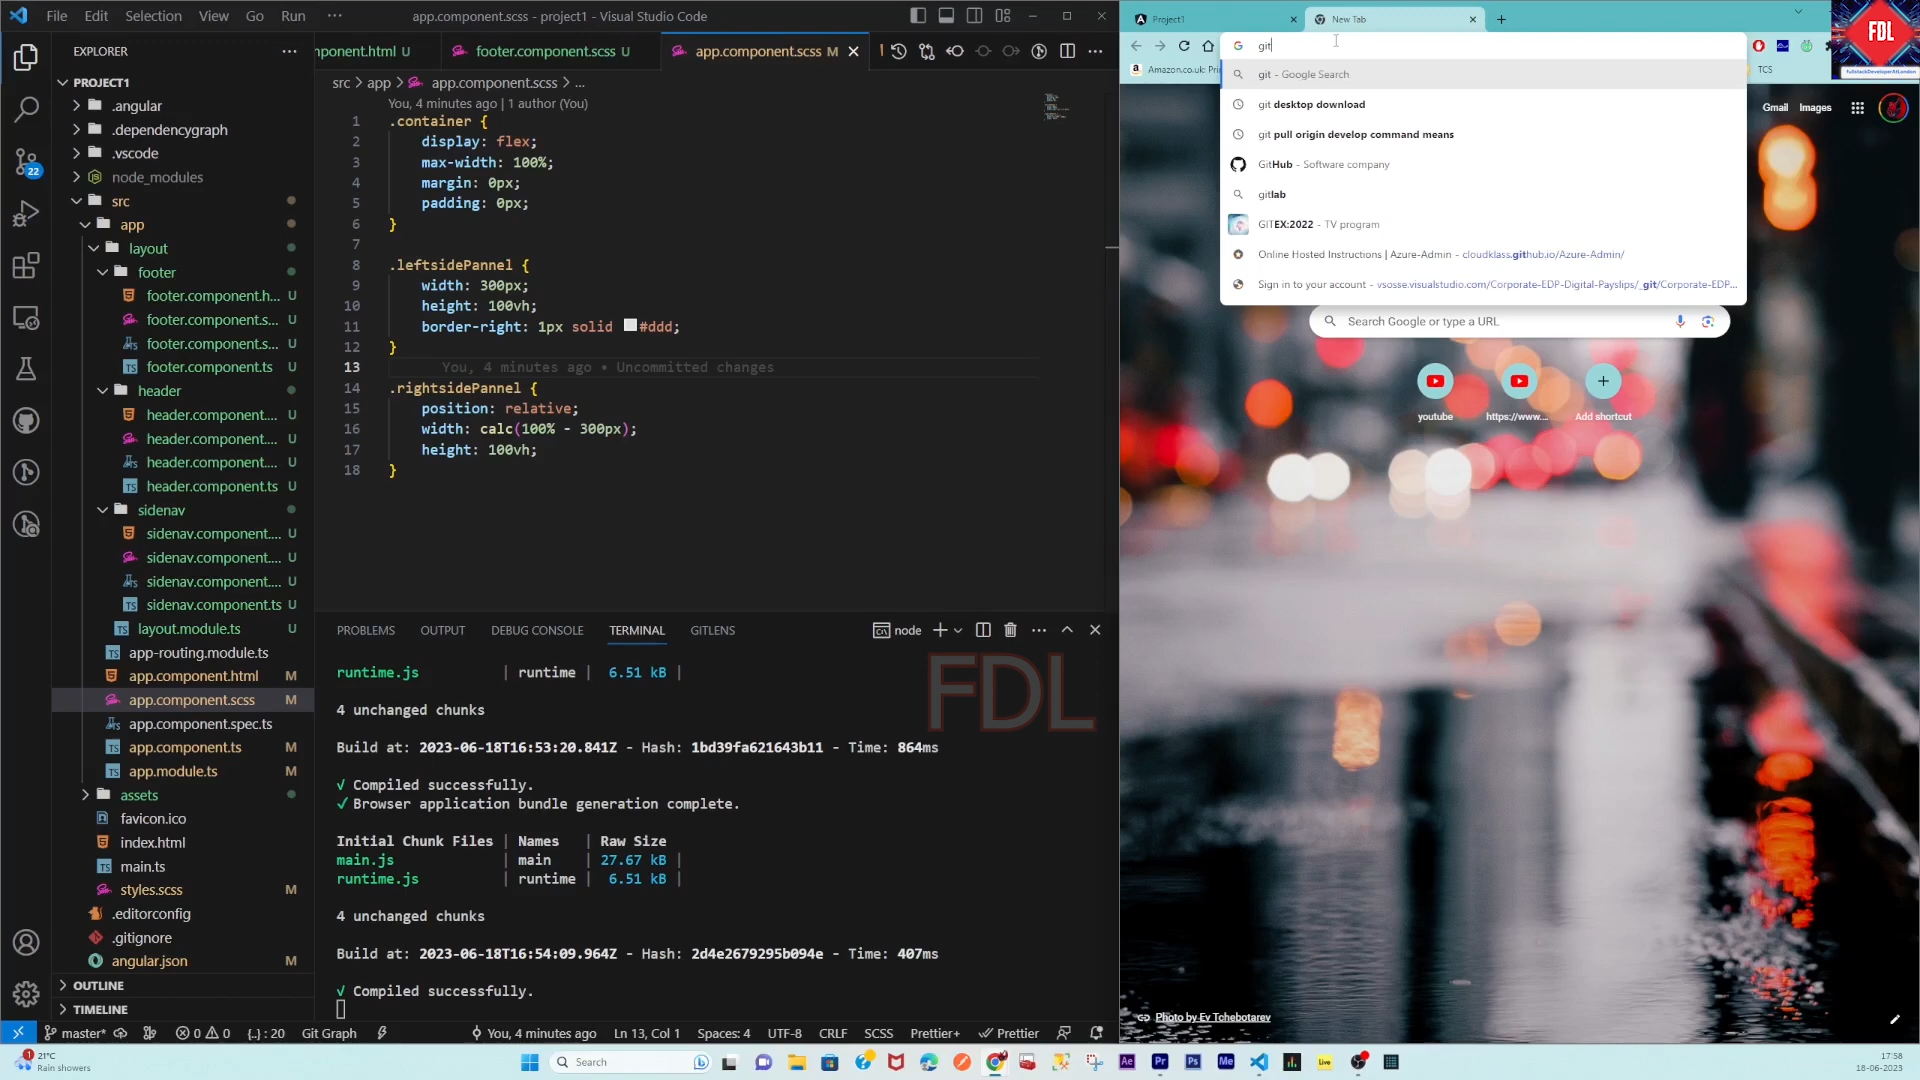 File Edit Selection View Go Run ··· app.component.scss - project1 - Visual Studio Code
EXPLORER
PROJECT1
.angular
.dependencygraph
.vscode
node_modules
src
app
layout
footer
footer.component.h... U
footer.component.s... U
footer.component.s... U
footer.component.ts U
header
header.component.... U
header.component.... U
header.component.... U
header.component.ts U
sidenav
sidenav.component.... U
sidenav.component.... U
sidenav.component.... U
sidenav.component.ts U
layout.module.ts U
app-routing.module.ts
app.component.html M
app.component.scss M
app.component.spec.ts
app.component.ts M
app.module.ts M
assets
favicon.ico
index.html
main.ts
styles.scss M
.editorconfig
.gitignore
angular.json M
OUTLINE
TIMELINE
22
mponent.html U footer.component.scss U app.component.scss M
src > app > app.component.scss > ...
You, 4 minutes ago | 1 author (You)
1 .container {
2 display: flex;
3 max-width: 100%;
4 margin: 0px;
5 padding: 0px;
6 }
7
8 .leftsidePannel {
9 width: 300px;
10 height: 100vh;
11 border-right: 1px solid #ddd;
12 }
13 You, 4 minutes ago • Uncommitted changes
14 .rightsidePannel {
15 position: relative;
16 width: calc(100% - 300px);
17 height: 100vh;
18 }
PROBLEMS OUTPUT DEBUG CONSOLE TERMINAL GITLENS node
runtime.js | runtime | 6.51 kB |
4 unchanged chunks
Build at: 2023-06-18T16:53:20.841Z - Hash: 1bd39fa621643b11 - Time: 864ms
√ Compiled successfully.
√ Browser application bundle generation complete.
Initial Chunk Files | Names | Raw Size
main.js | main | 27.67 kB |
runtime.js | runtime | 6.51 kB |
4 unchanged chunks
Build at: 2023-06-18T16:54:09.964Z - Hash: 2d4e2679295b094e - Time: 407ms
√ Compiled successfully.
FDL
master* 0 0 {..} : 20 Git Graph You, 4 minutes ago Ln 13, Col 1 Spaces: 4 UTF-8 CRLF SCSS Prettier+ Prettier
Project1 New Tab
git
Amazon.co.uk: Pri TCS
git - Google Search
git desktop download
git pull origin develop command means
GitHub - Software company
gitlab
GITEX:2022 - TV program
Online Hosted Instructions | Azure-Admin - cloudklass.github.io/Azure-Admin/
Sign in to your account - vsosse.visualstudio.com/Corporate-EDP-Digital-Payslips/_git/Corporate-EDP...
FDL
fullstackDeveloperAtLondon
Gmail Images
Search Google or type a URL
youtube https://www.... Add shortcut
Photo by Ev Tchebotarev
1 21°C
Rain showers
Search
Ae Pr Ps Me Live
17:58
18-06-2023